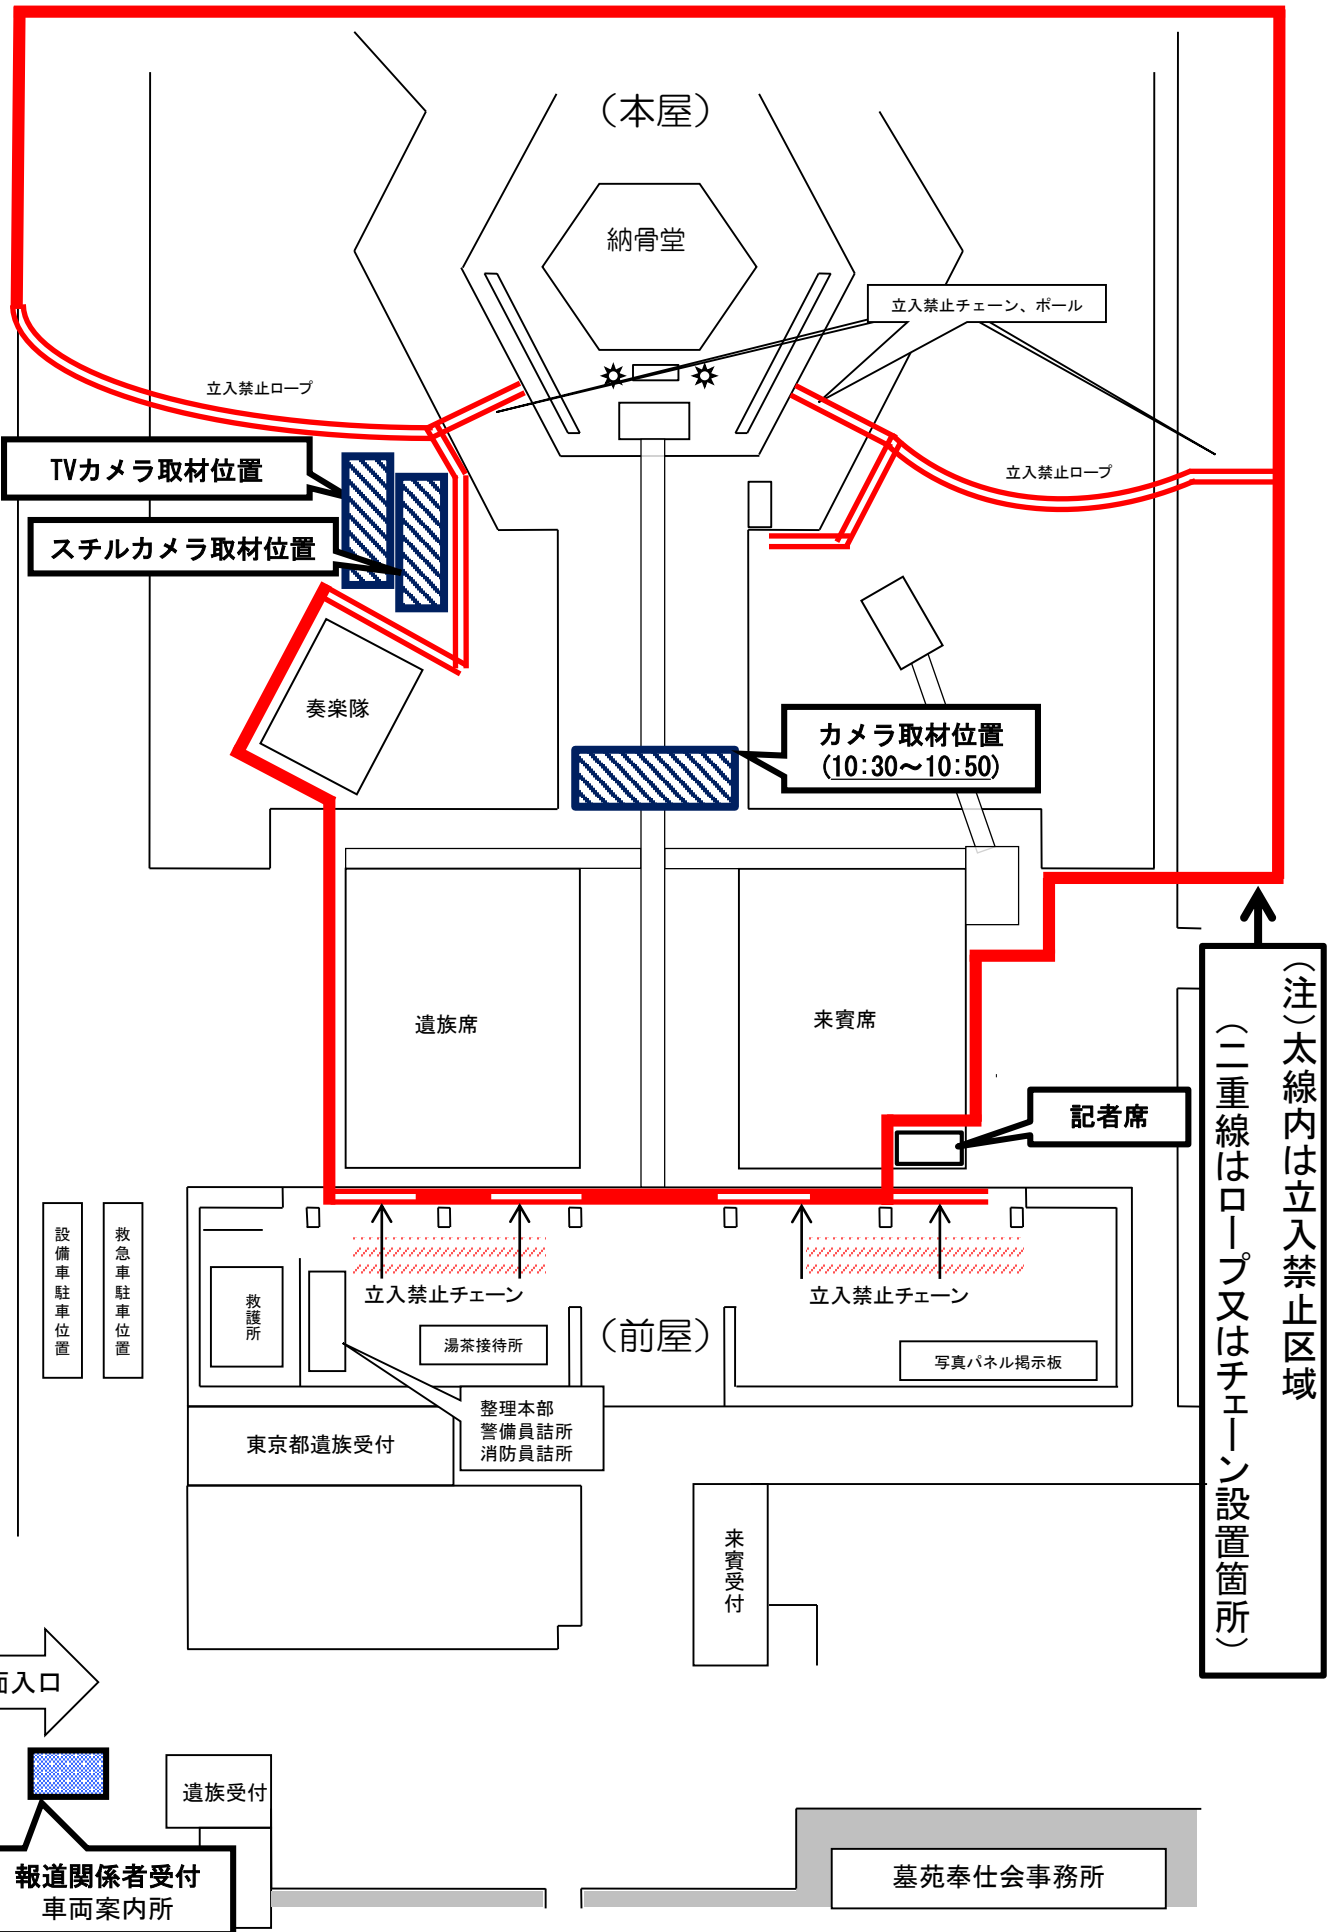 （本屋）
納骨堂
立入禁止チェーン、ポール
立入禁止ロープ
TVカメラ取材位置
立入禁止ロープ
スチルカメラ取材位置
奏楽隊
カメラ取材位置
(10:30～10:50)
遺族席
来賓席
（注）太線内は立入禁止区域
（二重線はロープ又はチェーン設置箇所）
記者席
設備車駐車位置
救急車駐車位置
救護所
立入禁止チェーン
立入禁止チェーン
湯茶接待所
（前屋）
写真パネル掲示板
整理本部
警備員詰所
消防員詰所
東京都遺族受付
来賓受付
面入口
遺族受付
報道関係者受付
車両案内所
墓苑奉仕会事務所